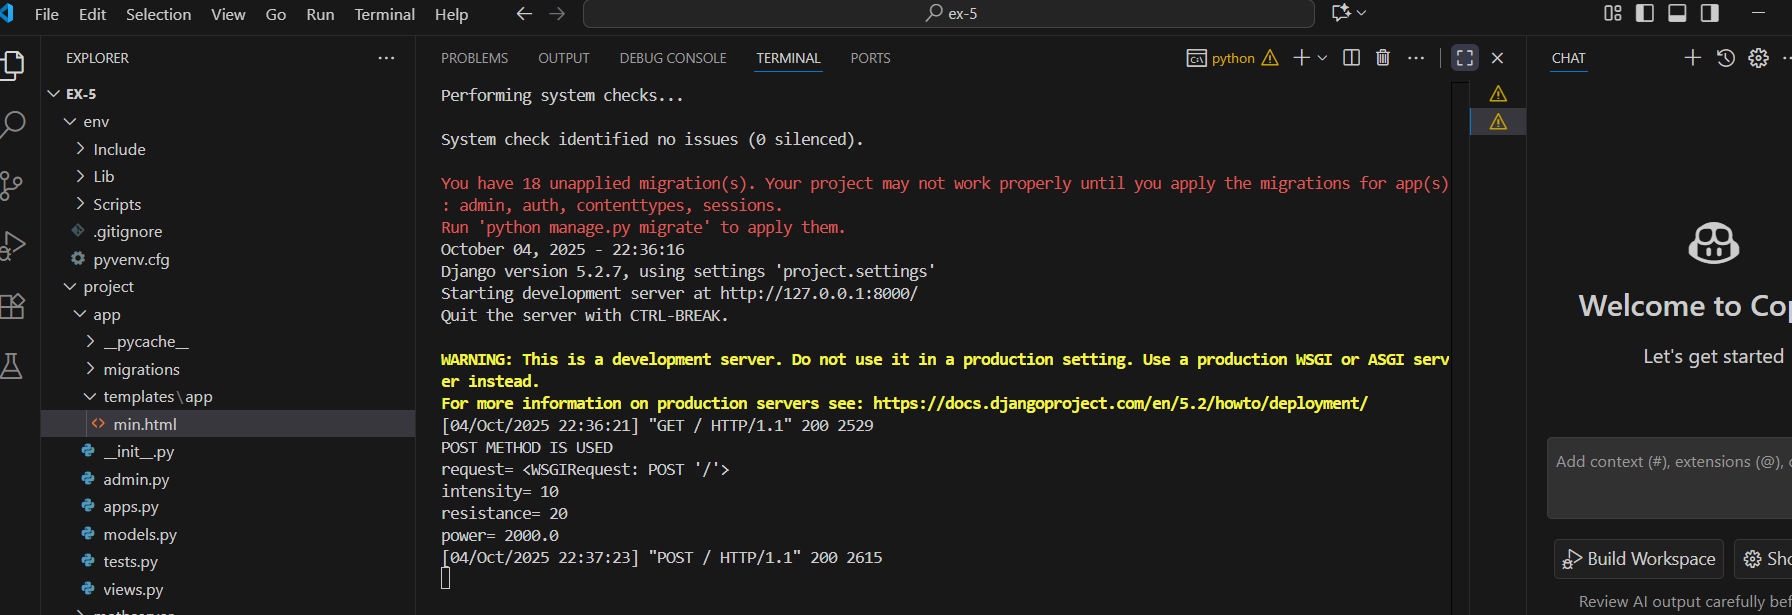 File Edit Selection View Go Run Terminal Help
ex-5
EXPLORER
EX-5
env
Include
Lib
Scripts
.gitignore
pyvenv.cfg
project
app
__pycache__
migrations
templates\app
min.html
__init__.py
admin.py
apps.py
models.py
tests.py
views.py
PROBLEMS OUTPUT DEBUG CONSOLE TERMINAL PORTS
python
Performing system checks...
System check identified no issues (0 silenced).
You have 18 unapplied migration(s). Your project may not work properly until you apply the migrations for app(s)
: admin, auth, contenttypes, sessions.
Run 'python manage.py migrate' to apply them.
October 04, 2025 - 22:36:16
Django version 5.2.7, using settings 'project.settings'
Starting development server at http://127.0.0.1:8000/
Quit the server with CTRL-BREAK.
WARNING: This is a development server. Do not use it in a production setting. Use a production WSGI or ASGI serv
er instead.
For more information on production servers see: https://docs.djangoproject.com/en/5.2/howto/deployment/
[04/Oct/2025 22:36:21] "GET / HTTP/1.1" 200 2529
POST METHOD IS USED
request= <WSGIRequest: POST '/'>
intensity= 10
resistance= 20
power= 2000.0
[04/Oct/2025 22:37:23] "POST / HTTP/1.1" 200 2615
CHAT
Welcome to Cop
Let's get started
Add context (#), extensions (@),
Build Workspace
Sho
Review AI output carefully bef